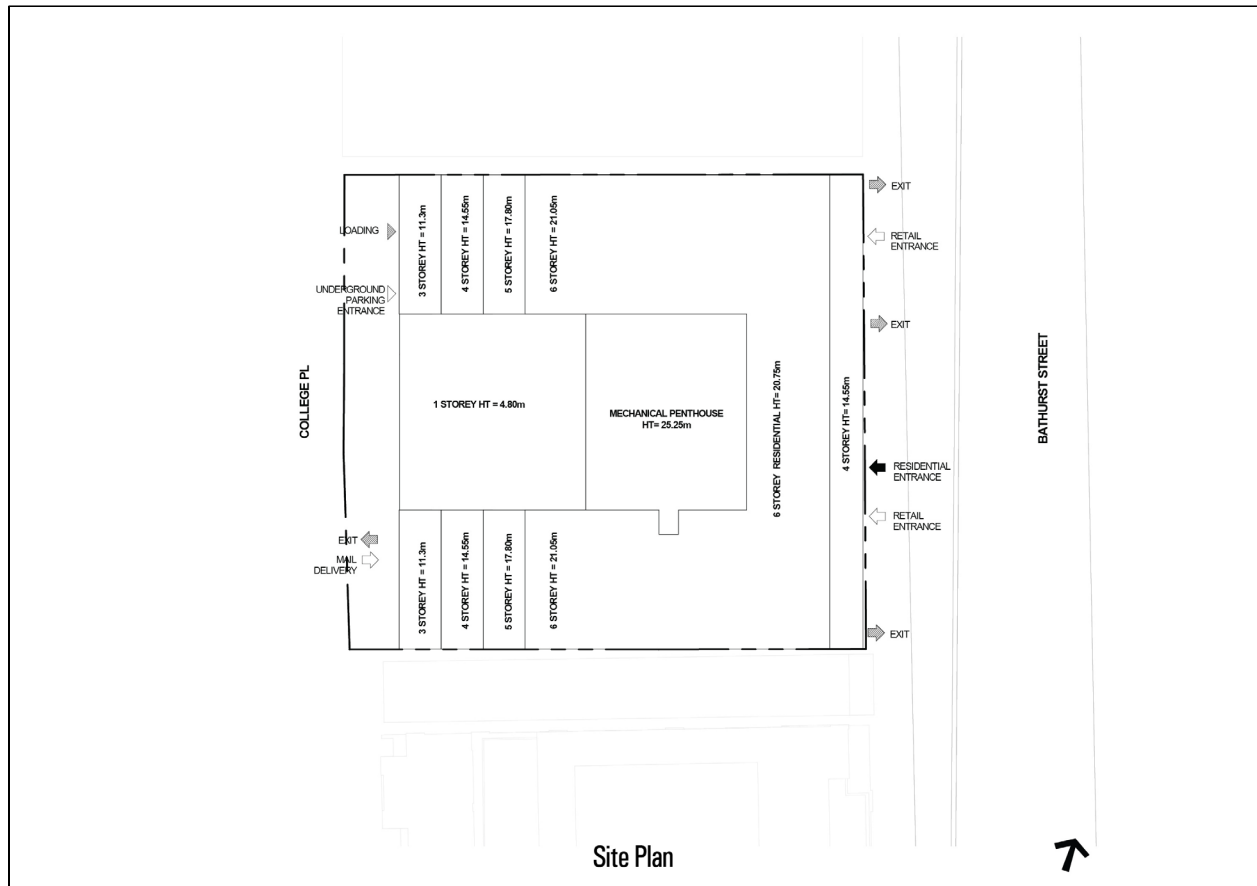 3 STOREY HT = 11.3m
4 STOREY HT = 14.55m
5 STOREY HT = 17.80m
6 STOREY HT = 21.05m
EXIT
LOADING
RETAIL
ENTRANCE
UNDERGROUND
PARKING
ENTRANCE
EXIT
COLLEGE PL
1 STOREY HT = 4.80m
MECHANICAL PENTHOUSE
HT= 25.25m
6 STOREY RESIDENTIAL HT= 20.75m
4 STOREY HT= 14.55m
BATHURST STREET
RESIDENTIAL
ENTRANCE
RETAIL
ENTRANCE
EXIT
MAIL
DELIVERY
3 STOREY HT = 11.3m
4 STOREY HT = 14.55m
5 STOREY HT = 17.80m
6 STOREY HT = 21.05m
EXIT
Site Plan